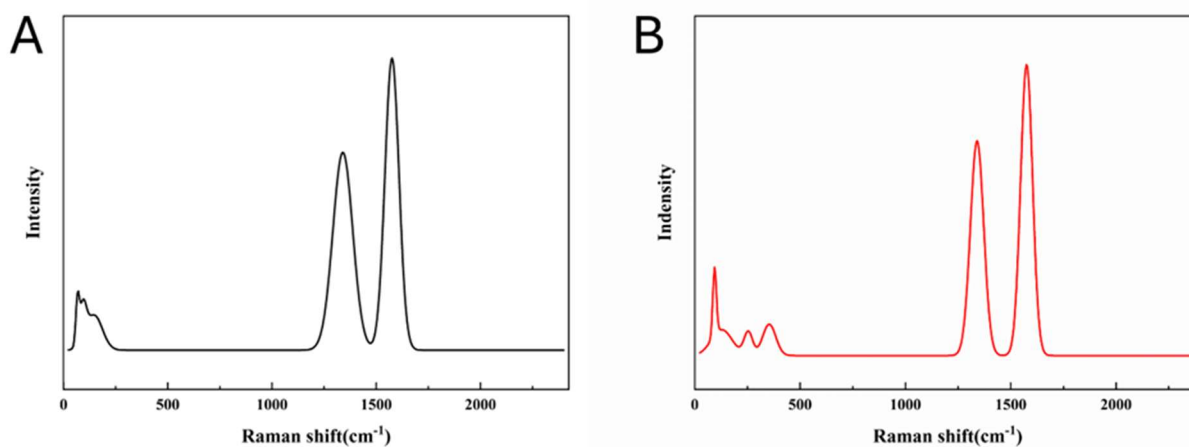 A
Intensity
0 500 1000 1500 2000
Raman shift(cm⁻¹)
B
Indensity
0 500 1000 1500 2000
Raman shift(cm⁻¹)